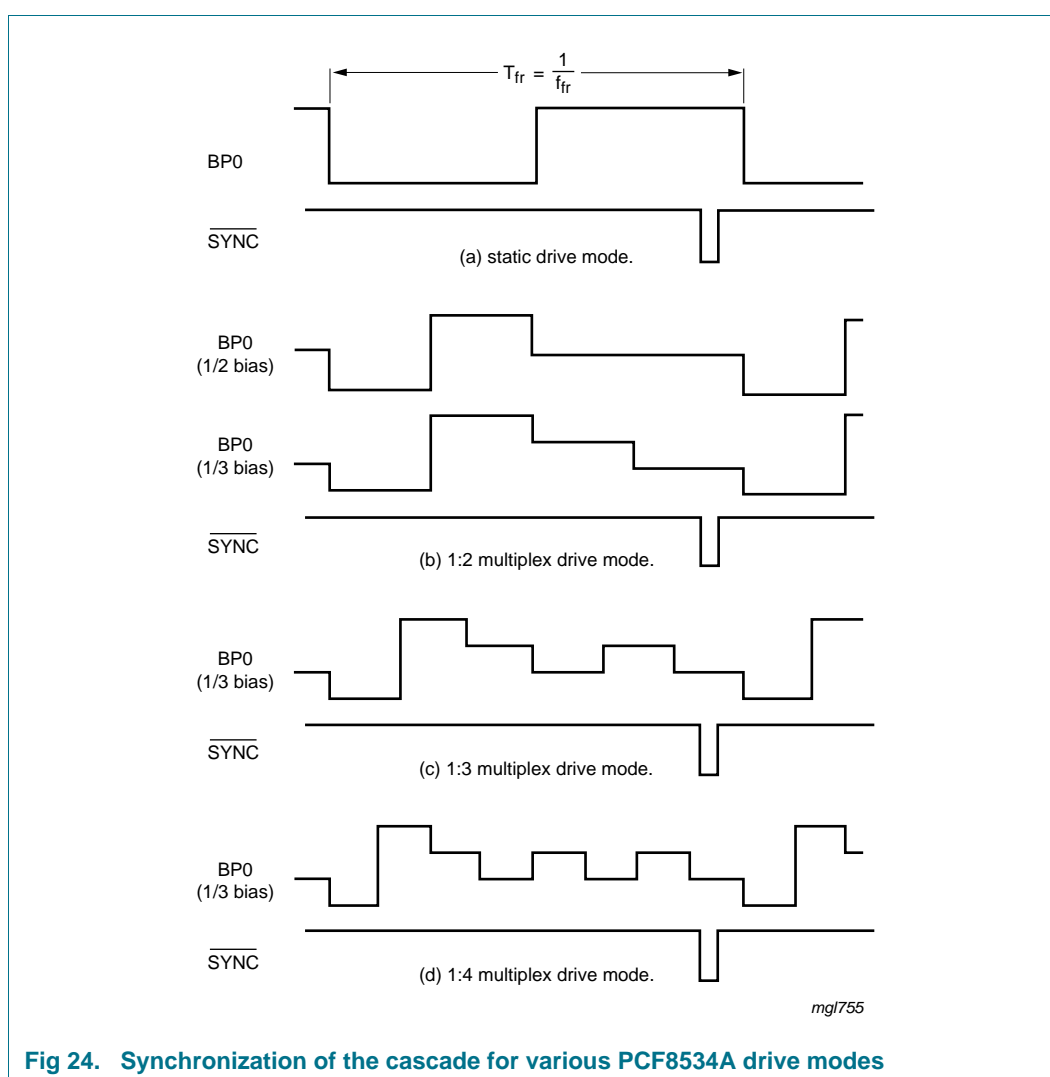 Tfr = 1/ffr
BP0
SYNC
(a) static drive mode.
BP0
(1/2 bias)
BP0
(1/3 bias)
SYNC
(b) 1:2 multiplex drive mode.
BP0
(1/3 bias)
SYNC
(c) 1:3 multiplex drive mode.
BP0
(1/3 bias)
SYNC
(d) 1:4 multiplex drive mode.
mgl755
Fig 24. Synchronization of the cascade for various PCF8534A drive modes